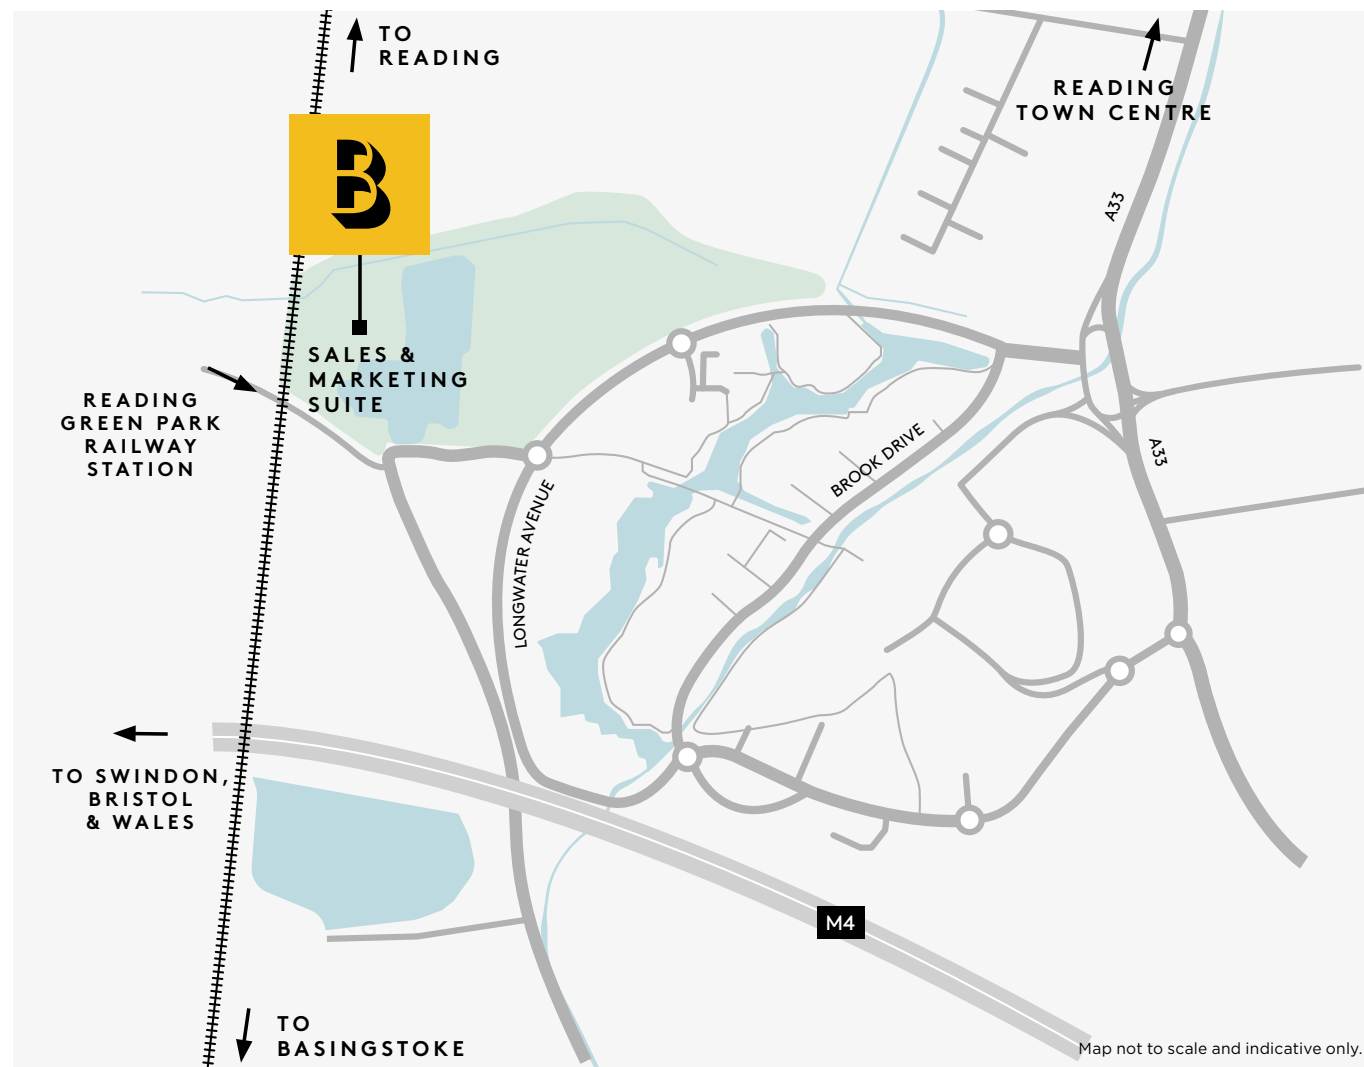 TO
READING
READING
TOWN CENTRE
B
A33
SALES &
MARKETING
SUITE
READING
GREEN PARK
RAILWAY
STATION
BROOK DRIVE
A33
LONGWATER AVENUE
TO SWINDON,
BRISTOL
& WALES
M4
TO
BASINGSTOKE
Map not to scale and indicative only.